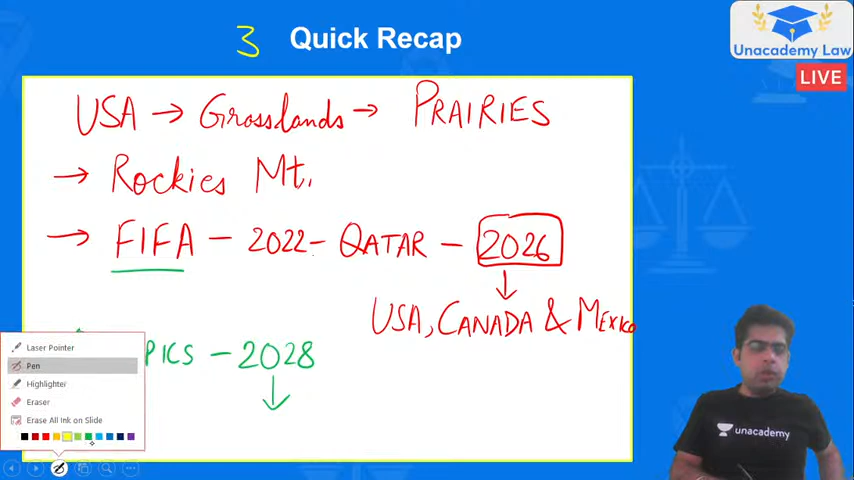 3 Quick Recap
Unacademy Law
LIVE
USA → Grasslands → PRAIRIES
→ Rockies Mt.
→ FIFA - 2022 - QATAR - 2026
↓
USA, CANADA & MEXICO
PICS - 2028
↓
Laser Pointer
Pen
Highlighter
Eraser
Erase All Ink on Slide
unacademy